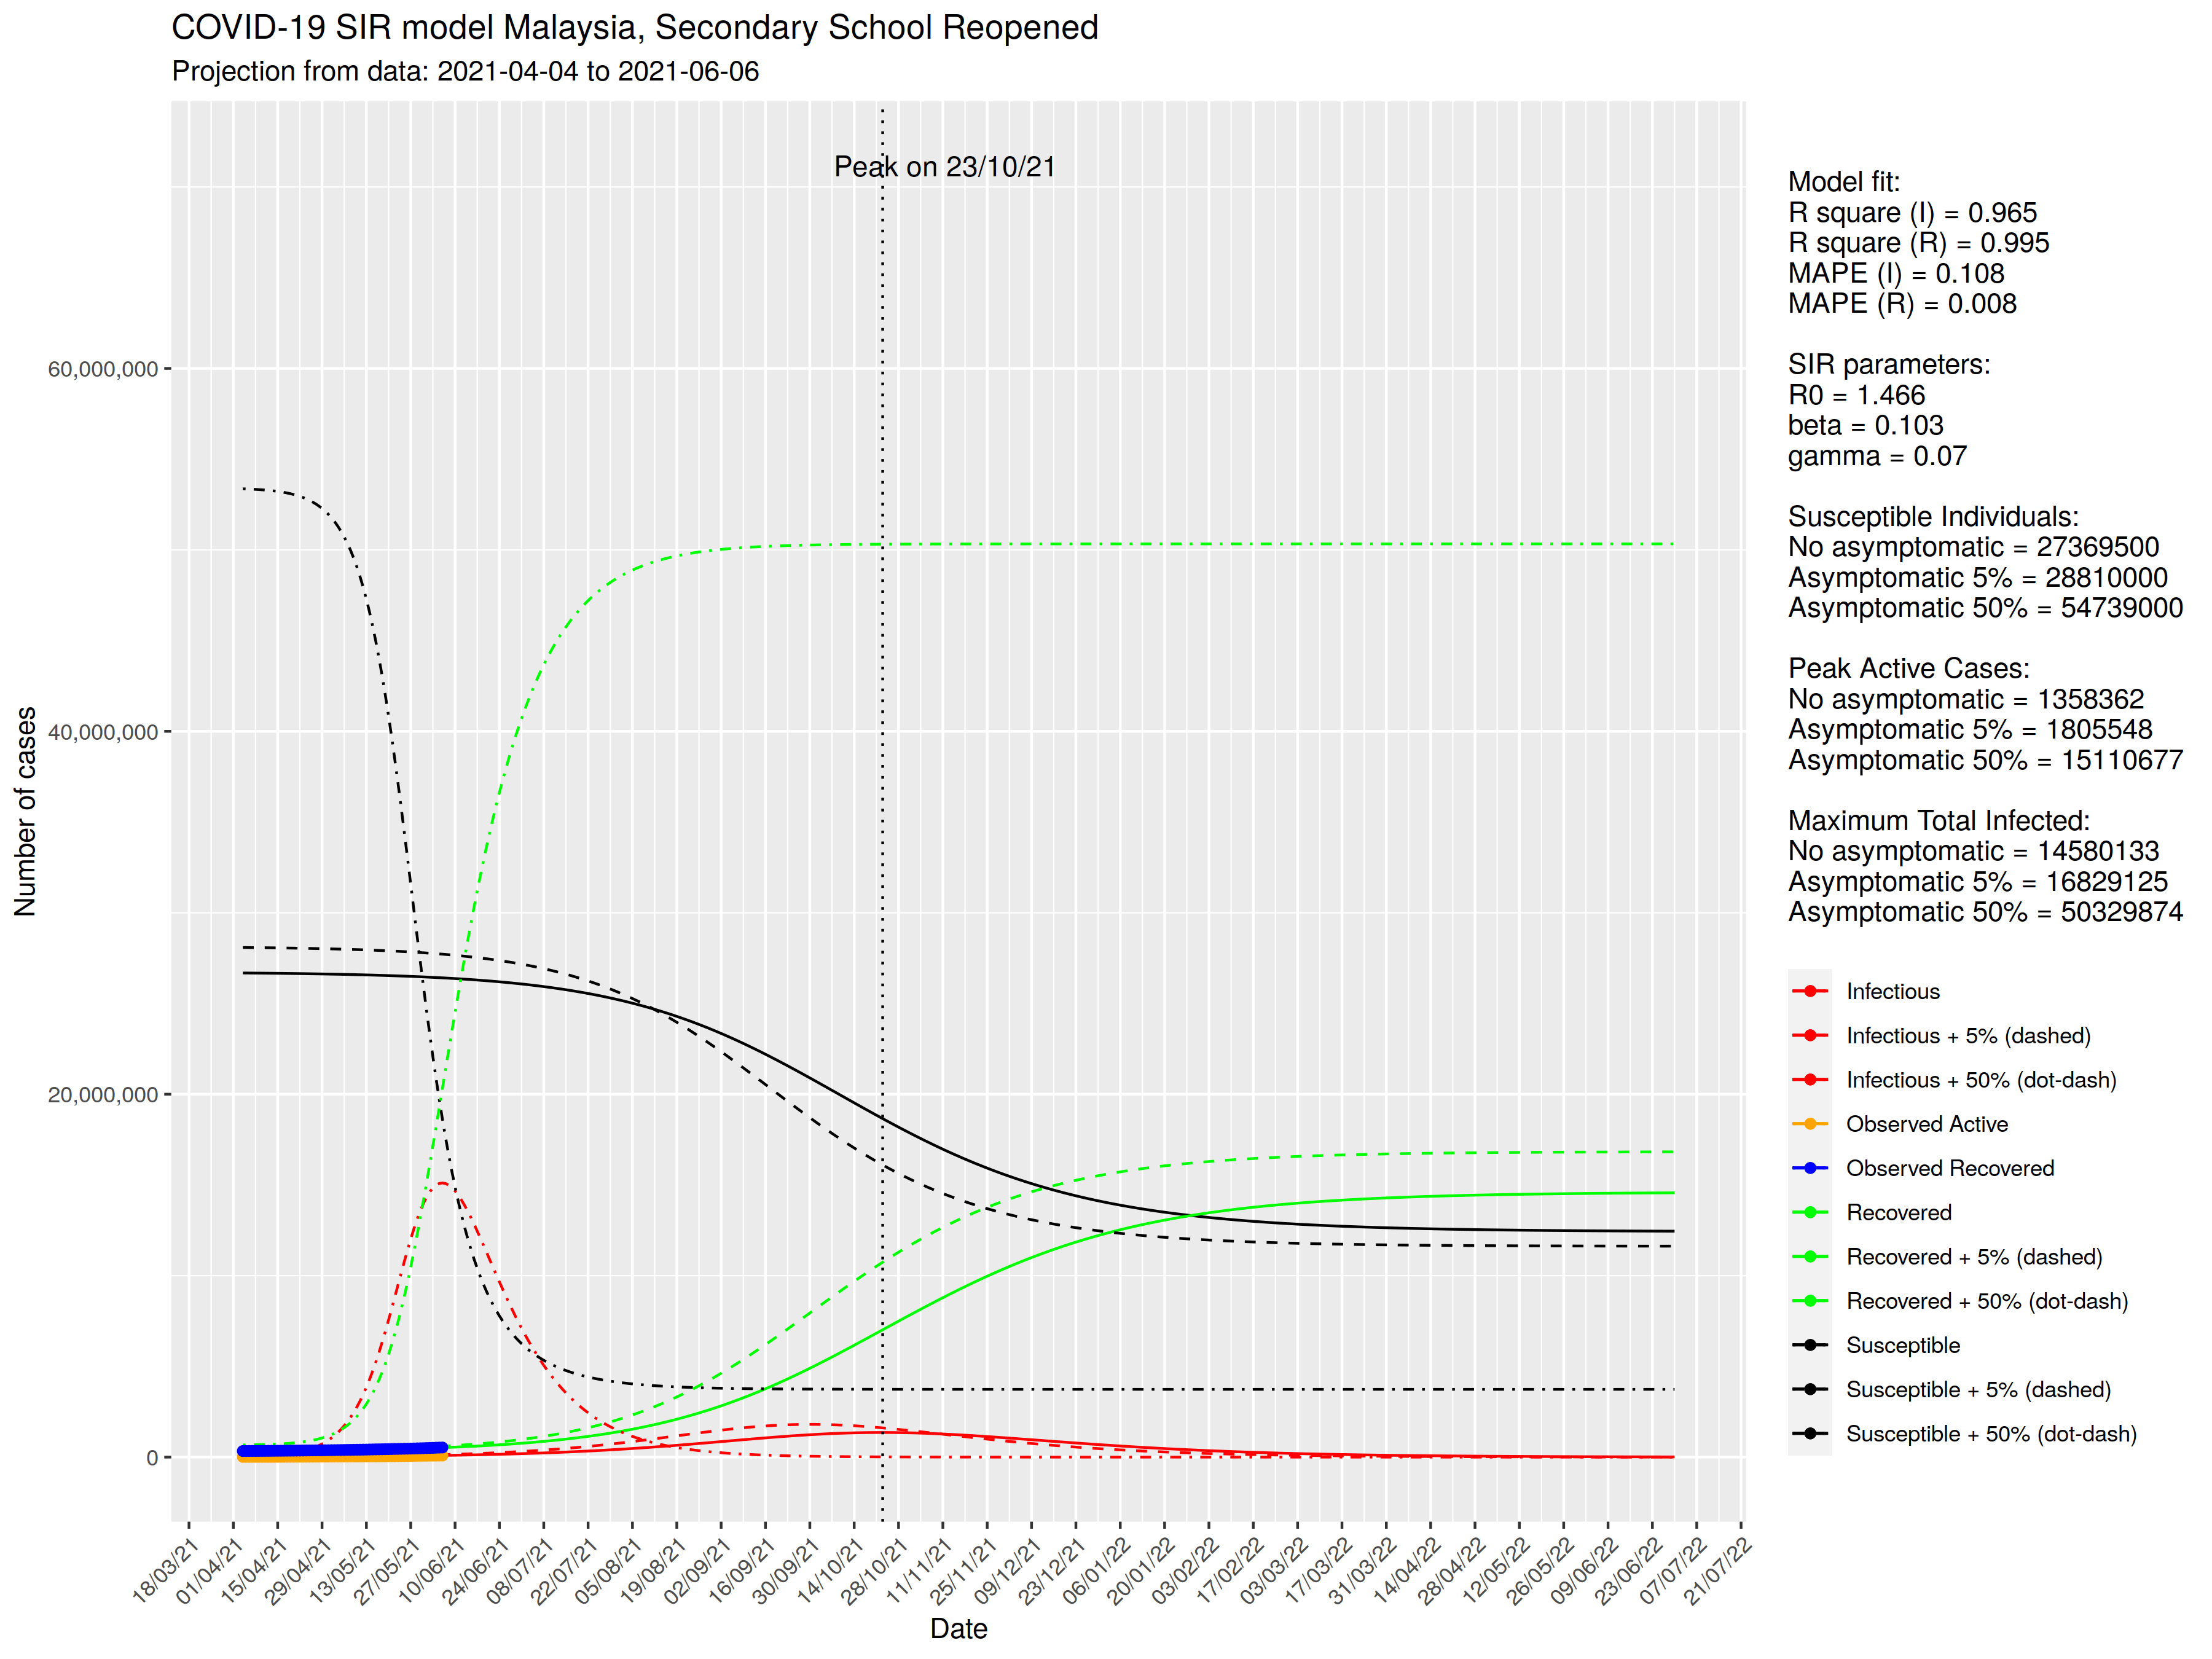 COVID-19 SIR model Malaysia, Secondary School Reopened
Projection from data: 2021-04-04 to 2021-06-06
Peak on 23/10/21
Number of cases
60,000,000
40,000,000
20,000,000
0
18/03/21
01/04/21
15/04/21
29/04/21
13/05/21
27/05/21
10/06/21
24/06/21
08/07/21
22/07/21
05/08/21
19/08/21
02/09/21
16/09/21
30/09/21
14/10/21
28/10/21
11/11/21
25/11/21
09/12/21
23/12/21
06/01/22
20/01/22
03/02/22
17/02/22
03/03/22
17/03/22
31/03/22
14/04/22
28/04/22
12/05/22
26/05/22
09/06/22
23/06/22
07/07/22
21/07/22
Date
Model fit:
R square (I) = 0.965
R square (R) = 0.995
MAPE (I) = 0.108
MAPE (R) = 0.008
SIR parameters:
R0 = 1.466
beta = 0.103
gamma = 0.07
Susceptible Individuals:
No asymptomatic = 27369500
Asymptomatic 5% = 28810000
Asymptomatic 50% = 54739000
Peak Active Cases:
No asymptomatic = 1358362
Asymptomatic 5% = 1805548
Asymptomatic 50% = 15110677
Maximum Total Infected:
No asymptomatic = 14580133
Asymptomatic 5% = 16829125
Asymptomatic 50% = 50329874
Infectious
Infectious + 5% (dashed)
Infectious + 50% (dot-dash)
Observed Active
Observed Recovered
Recovered
Recovered + 5% (dashed)
Recovered + 50% (dot-dash)
Susceptible
Susceptible + 5% (dashed)
Susceptible + 50% (dot-dash)